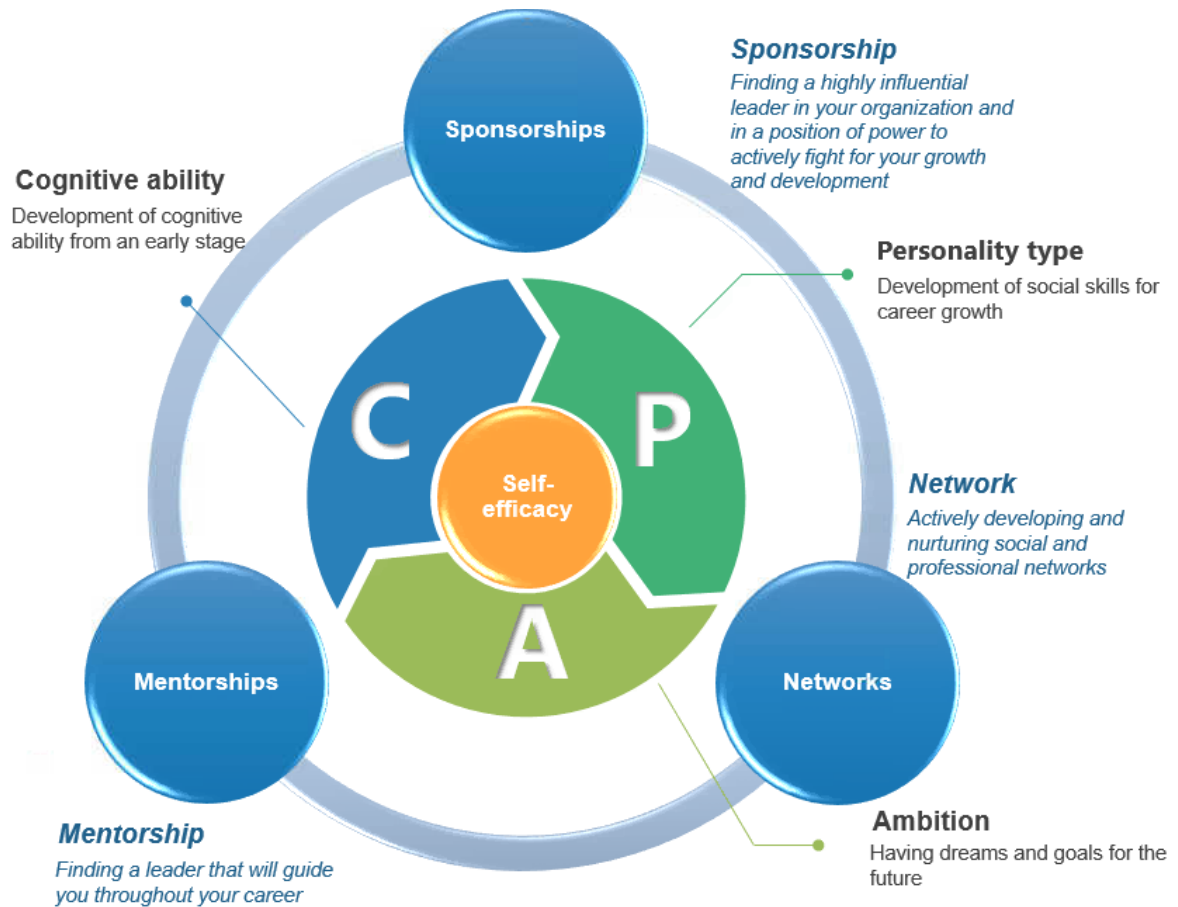 Sponsorships
Sponsorship
Finding a highly influential
leader in your organization and
in a position of power to
actively fight for your growth
and development
Cognitive ability
Development of cognitive
ability from an early stage
Personality type
Development of social skills for
career growth
C
P
A
Self-
efficacy
Network
Actively developing and
nurturing social and
professional networks
Mentorships
Networks
Mentorship
Finding a leader that will guide
you throughout your career
Ambition
Having dreams and goals for the
future